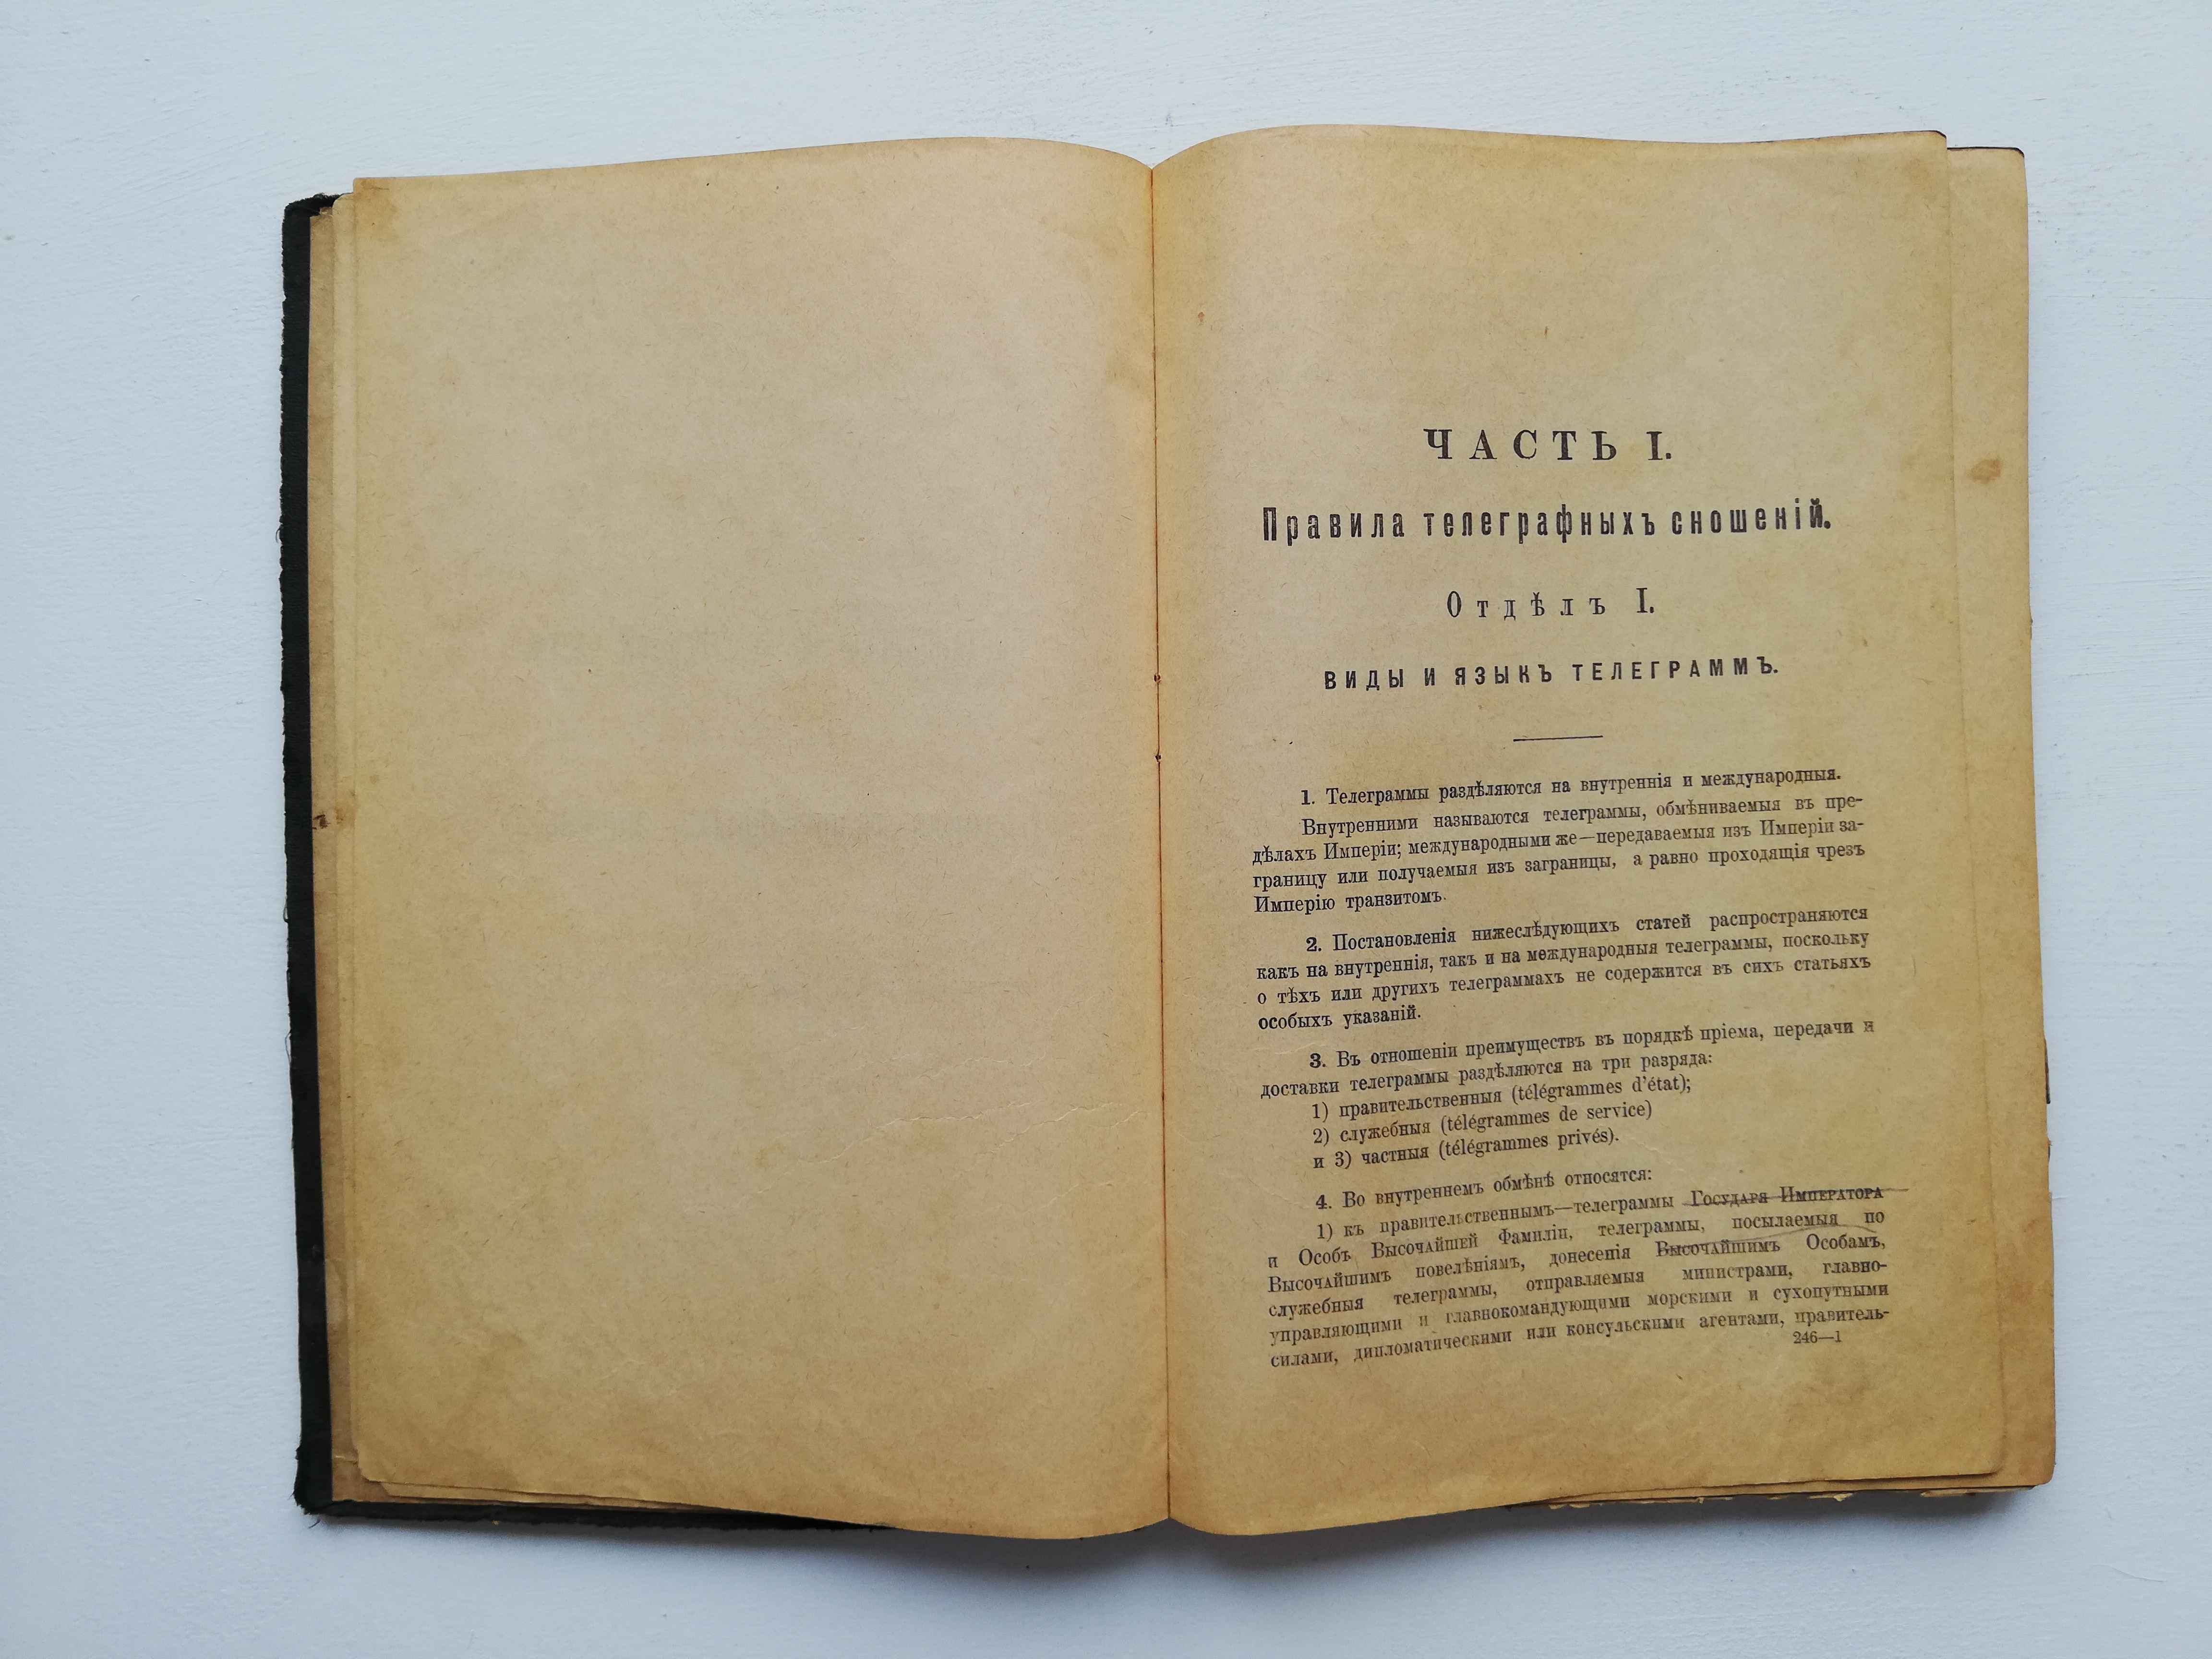 ЧАСТЬ I.
Правила телеграфныхъ сношеній.
Отдѣлъ I.
ВИДЫ И ЯЗЫКЪ ТЕЛЕГРАММЪ.
1. Телеграммы раздѣляются на внутреннія и международныя.
Внутренними называются телеграммы, обмѣниваемыя въ пре-
дѣлахъ Имперіи; международными же—передаваемыя изъ Имперіи за-
границу или получаемыя изъ заграницы, а равно проходящія чрезъ
Имперію транзитомъ.
2. Постановленія нижеслѣдующихъ статей распространяются
какъ на внутреннія, такъ и на международныя телеграммы, поскольку
о тѣхъ или другихъ телеграммахъ не содержится въ сихъ статьяхъ
особыхъ указаній.
3. Въ отношеніи преимуществъ въ порядкѣ пріема, передачи и
доставки телеграммы раздѣляются на три разряда:
1) правительственныя (télégrammes d'état);
2) служебныя (télégrammes de service)
и 3) частныя (télégrammes privés).
4. Во внутреннемъ обмѣнѣ относятся:
1) къ правительственнымъ—телеграммы Государя Императора
и Особъ Высочайшей Фамиліи, телеграммы, посылаемыя по
Высочайшимъ повелѣніямъ, донесенія Высочайшимъ Особамъ,
служебныя телеграммы, отправляемыя министрами, главно-
управляющими и главнокомандующими морскими и сухопутными
силами, дипломатическими или консульскими агентами, правитель-
246—1